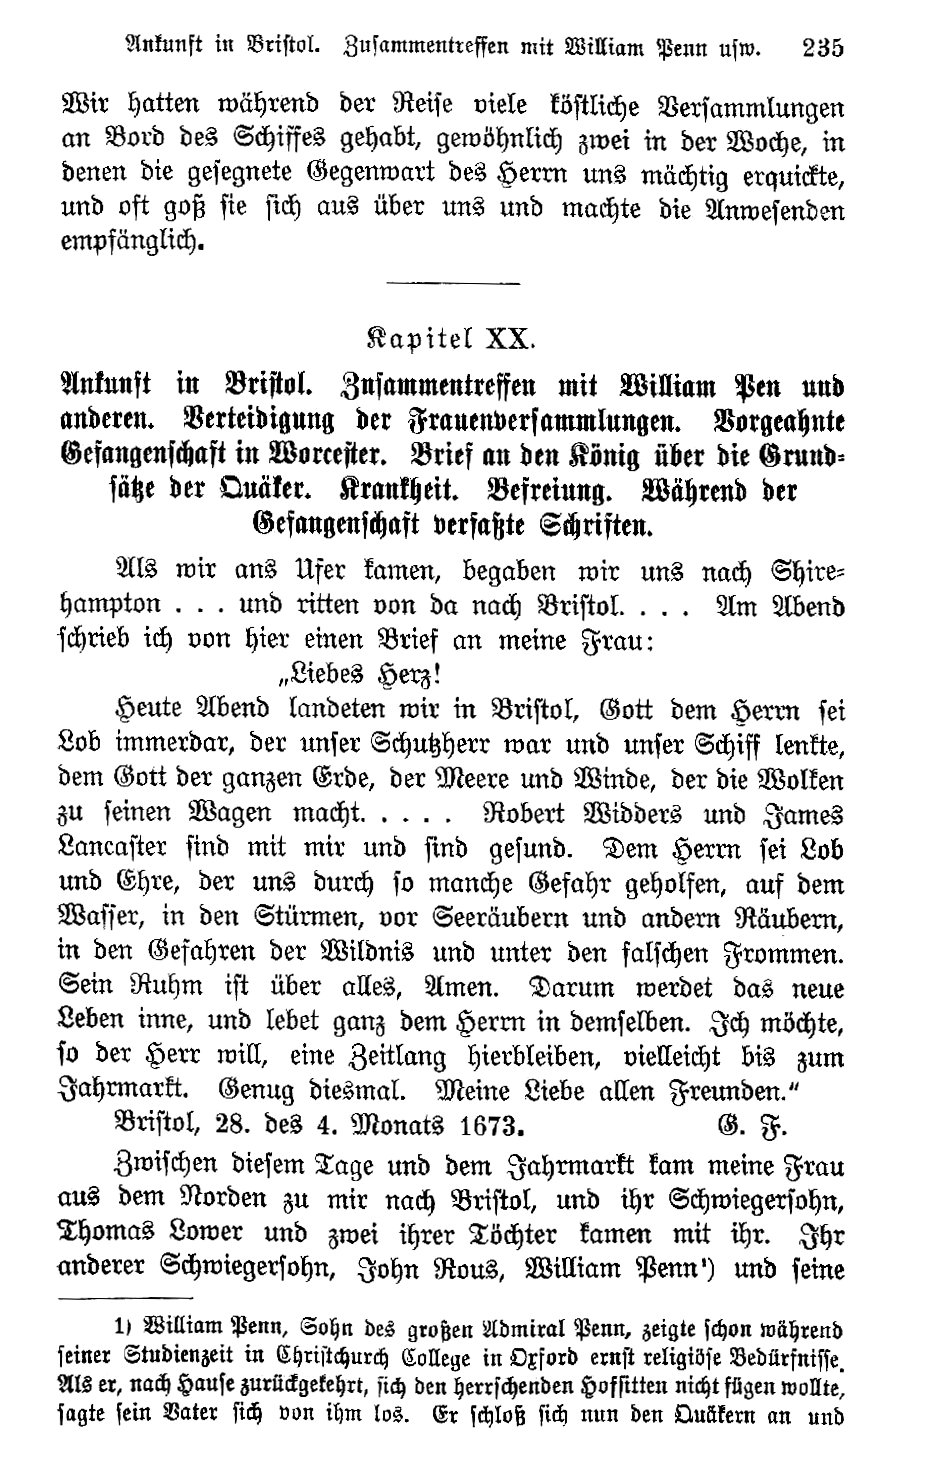 Ankunft in Bristol. Zusammentreffen mit William Penn usw. 235
Wir hatten während der Reise viele köstliche Versammlungen
an Bord des Schiffes gehabt, gewöhnlich zwei in der Woche, in
denen die gesegnete Gegenwart des Herrn uns mächtig erquickte,
und oft goß sie sich aus über uns und machte die Anwesenden
empfänglich.
Kapitel XX.
Ankunft in Bristol. Zusammentreffen mit William Pen und
anderen. Verteidigung der Frauenversammlungen. Vorgeahnte
Gefangenschaft in Worcester. Brief an den König über die Grund-
sätze der Quäker. Krankheit. Befreiung. Während der
Gefangenschaft verfaßte Schriften.
Als wir ans Ufer kamen, begaben wir uns nach Shire-
hampton . . . und ritten von da nach Bristol. . . . Am Abend
schrieb ich von hier einen Brief an meine Frau:
„Liebes Herz!
Heute Abend landeten wir in Bristol, Gott dem Herrn sei
Lob immerdar, der unser Schutzherr war und unser Schiff lenkte,
dem Gott der ganzen Erde, der Meere und Winde, der die Wolken
zu seinen Wagen macht. . . . . Robert Widders und James
Lancaster sind mit mir und sind gesund. Dem Herrn sei Lob
und Ehre, der uns durch so manche Gefahr geholfen, auf dem
Wasser, in den Stürmen, vor Seeräubern und andern Räubern,
in den Gefahren der Wildnis und unter den falschen Frommen.
Sein Ruhm ist über alles, Amen. Darum werdet das neue
Leben inne, und lebet ganz dem Herrn in demselben. Ich möchte,
so der Herr will, eine Zeitlang hierbleiben, vielleicht bis zum
Jahrmarkt. Genug diesmal. Meine Liebe allen Freunden."
Bristol, 28. des 4. Monats 1673. G. F.
Zwischen diesem Tage und dem Jahrmarkt kam meine Frau
aus dem Norden zu mir nach Bristol, und ihr Schwiegersohn,
Thomas Lower und zwei ihrer Töchter kamen mit ihr. Ihr
anderer Schwiegersohn, John Rous, William Penn¹) und seine
1) William Penn, Sohn des großen Admiral Penn, zeigte schon während
seiner Studienzeit in Christchurch College in Oxford ernst religiöse Bedürfnisse.
Als er, nach Hause zurückgekehrt, sich den herrschenden Hofsitten nicht fügen wollte,
sagte sein Vater sich von ihm los. Er schloß sich nun den Quäkern an und